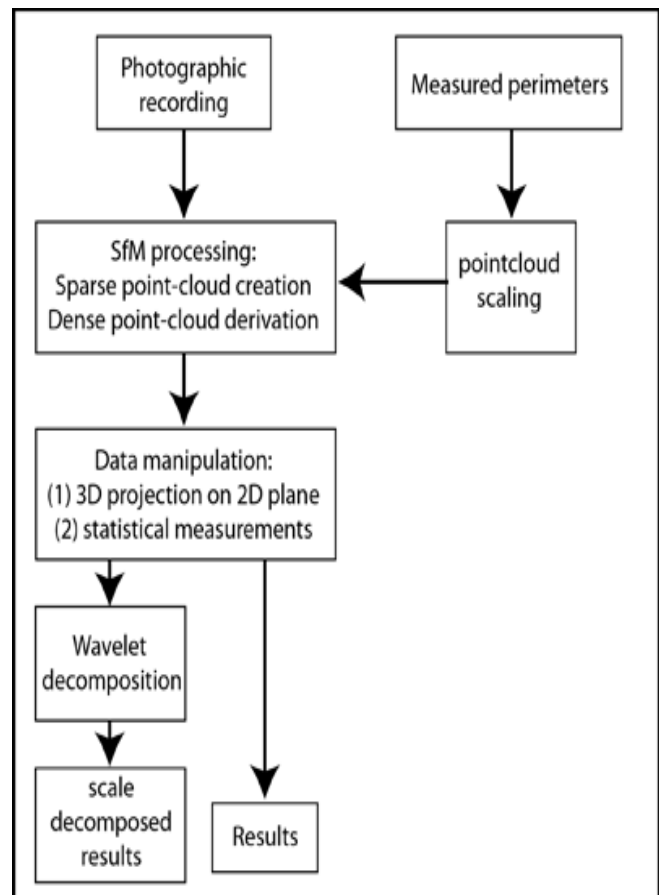 Photographic
recording
Measured perimeters
SfM processing:
Sparse point-cloud creation
Dense point-cloud derivation
pointcloud
scaling
Data manipulation:
(1) 3D projection on 2D plane
(2) statistical measurements
Wavelet
decomposition
scale
decomposed
results
Results